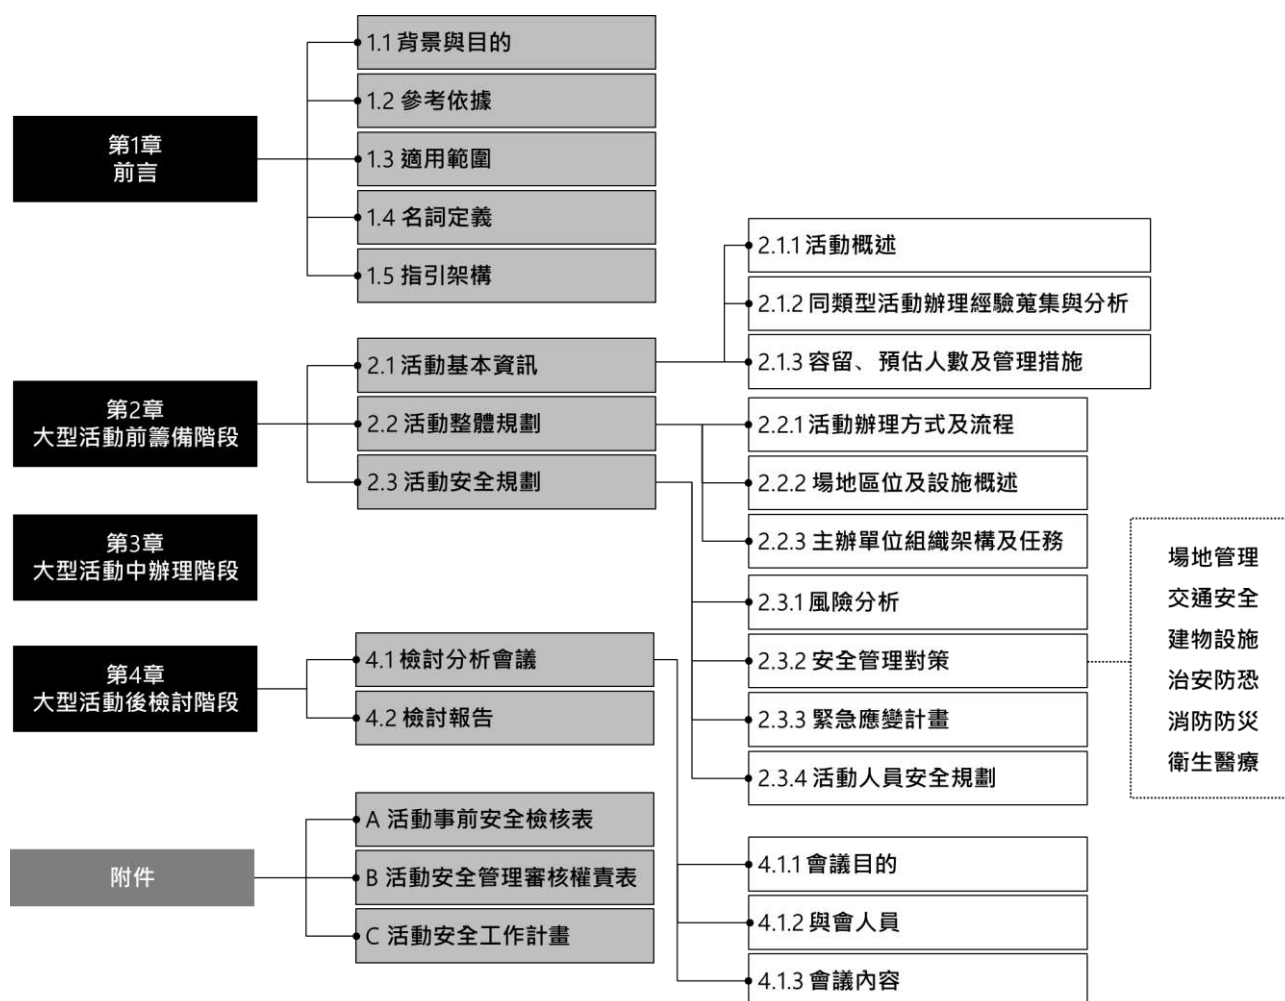 第1章
前言
1.1 背景與目的
1.2 參考依據
1.3 適用範圍
1.4 名詞定義
1.5 指引架構
第2章
大型活動前籌備階段
2.1 活動基本資訊
2.1.1 活動概述
2.1.2 同類型活動辦理經驗蒐集與分析
2.1.3 容留、預估人數及管理措施
2.2 活動整體規劃
2.2.1 活動辦理方式及流程
2.2.2 場地區位及設施概述
2.2.3 主辦單位組織架構及任務
2.3 活動安全規劃
2.3.1 風險分析
2.3.2 安全管理對策
場地管理
交通安全
建物設施
治安防恐
消防防災
衛生醫療
2.3.3 緊急應變計畫
2.3.4 活動人員安全規劃
第3章
大型活動中辦理階段
第4章
大型活動後檢討階段
4.1 檢討分析會議
4.1.1 會議目的
4.1.2 與會人員
4.1.3 會議內容
4.2 檢討報告
附件
A 活動事前安全檢核表
B 活動安全管理審核權責表
C 活動安全工作計畫